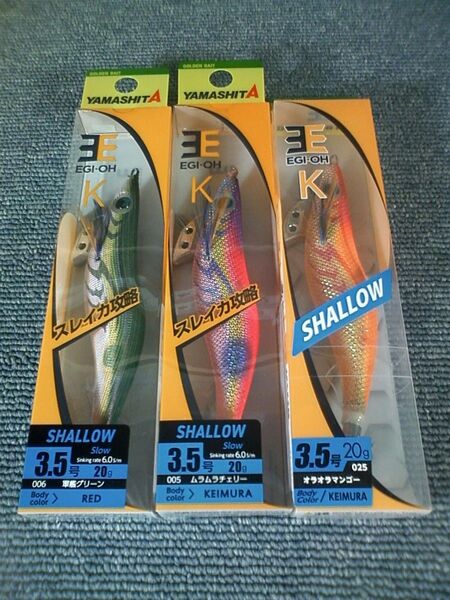 GOLDEN BAIT
YAMASHITA
EGI-OH
K
スレイカ攻略
SHALLOW
Slow
Sinking rate 6.0s/m
3.5号 20g
006 軍艦グリーン
Body color RED
GOLDEN BAIT
YAMASHITA
EGI-OH
K
スレイカ攻略
SHALLOW
Slow
Sinking rate 6.0s/m
3.5号 20g
005 ムラムラチェリー
Body color KEIMURA
EGI-OH
K
SHALLOW
3.5号 20g
025
オラオラマンゴー
Body color / KEIMURA